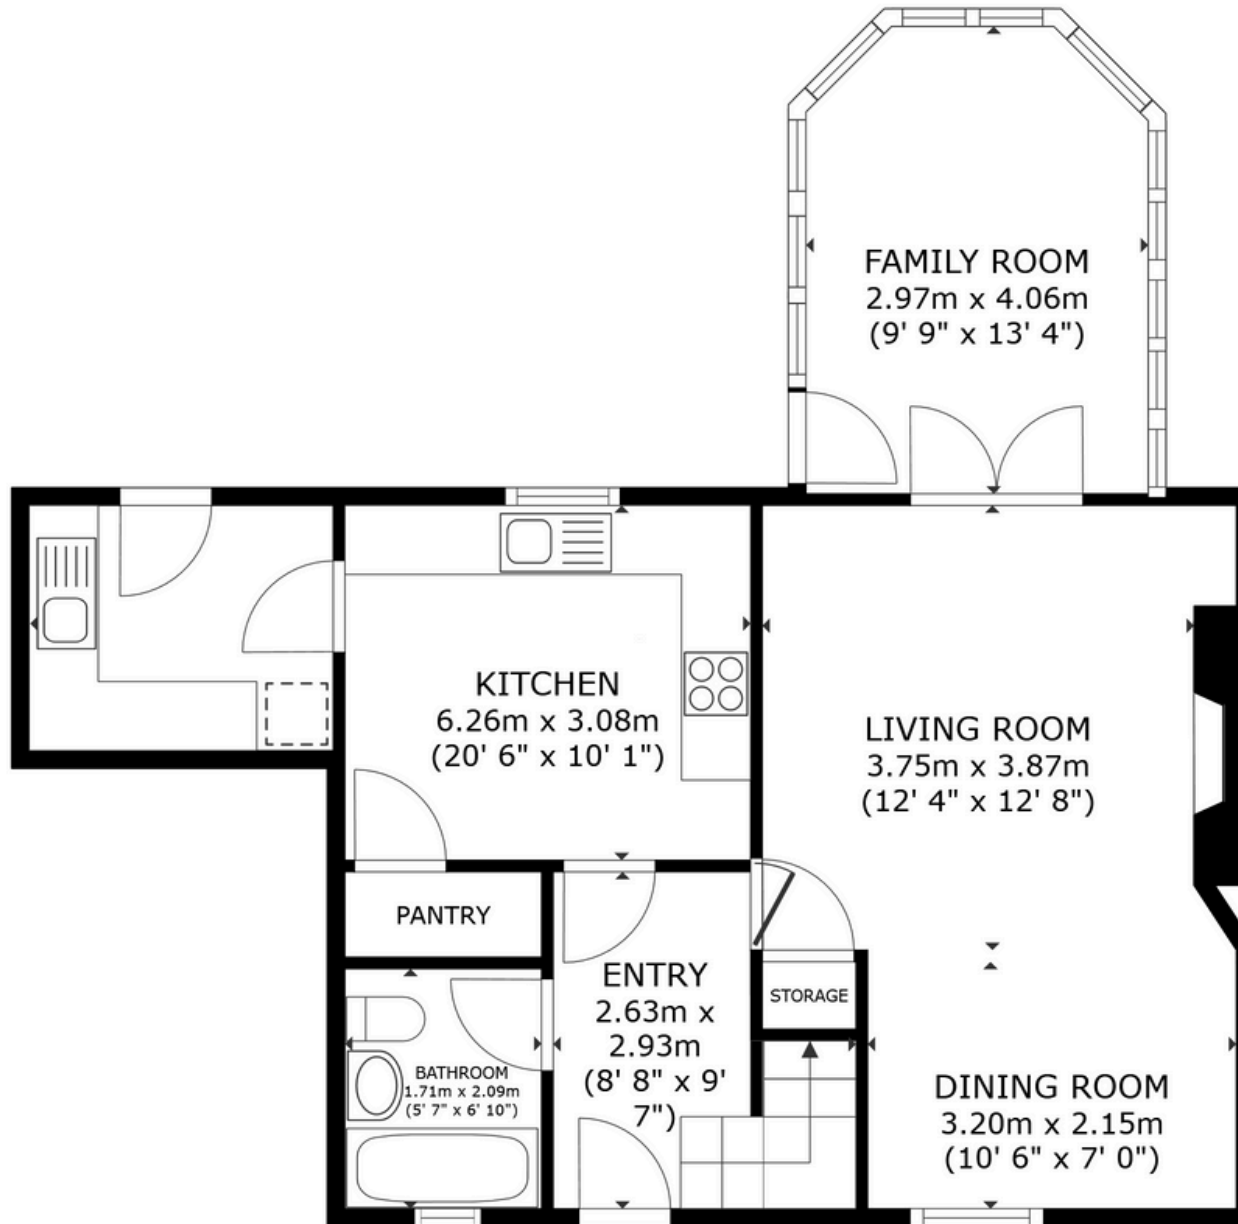 FAMILY ROOM
2.97m x 4.06m
(9' 9" x 13' 4")
KITCHEN
6.26m x 3.08m
(20' 6" x 10' 1")
LIVING ROOM
3.75m x 3.87m
(12' 4" x 12' 8")
PANTRY
ENTRY
2.63m x
2.93m
(8' 8" x 9'
7")
STORAGE
BATHROOM
1.71m x 2.09m
(5' 7" x 6' 10")
DINING ROOM
3.20m x 2.15m
(10' 6" x 7' 0")